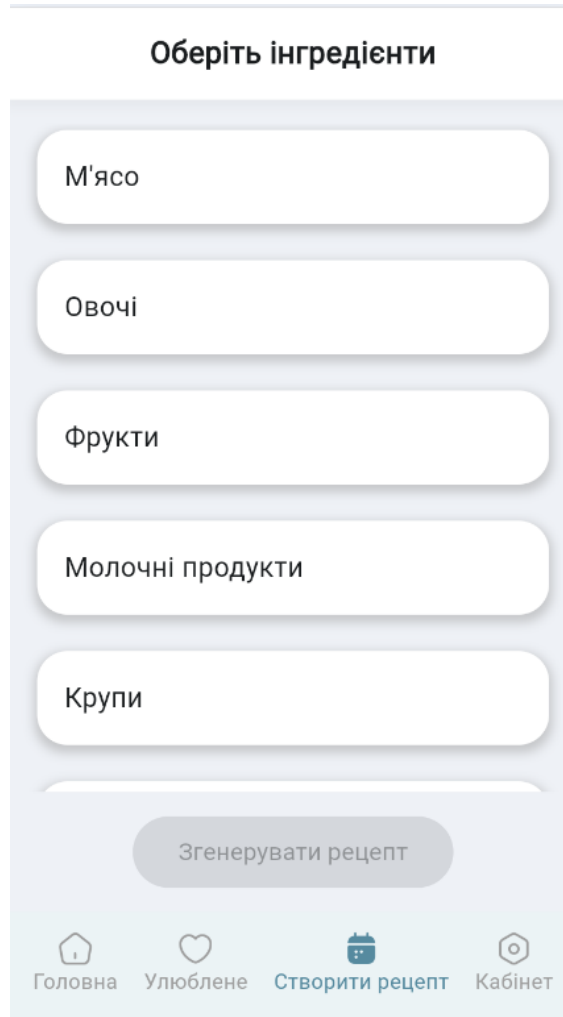 Оберіть інгредієнти
М'ясо
Овочі
Фрукти
Молочні продукти
Крупи
Згенерувати рецепт
Головна Улюблене Створити рецепт Кабінет